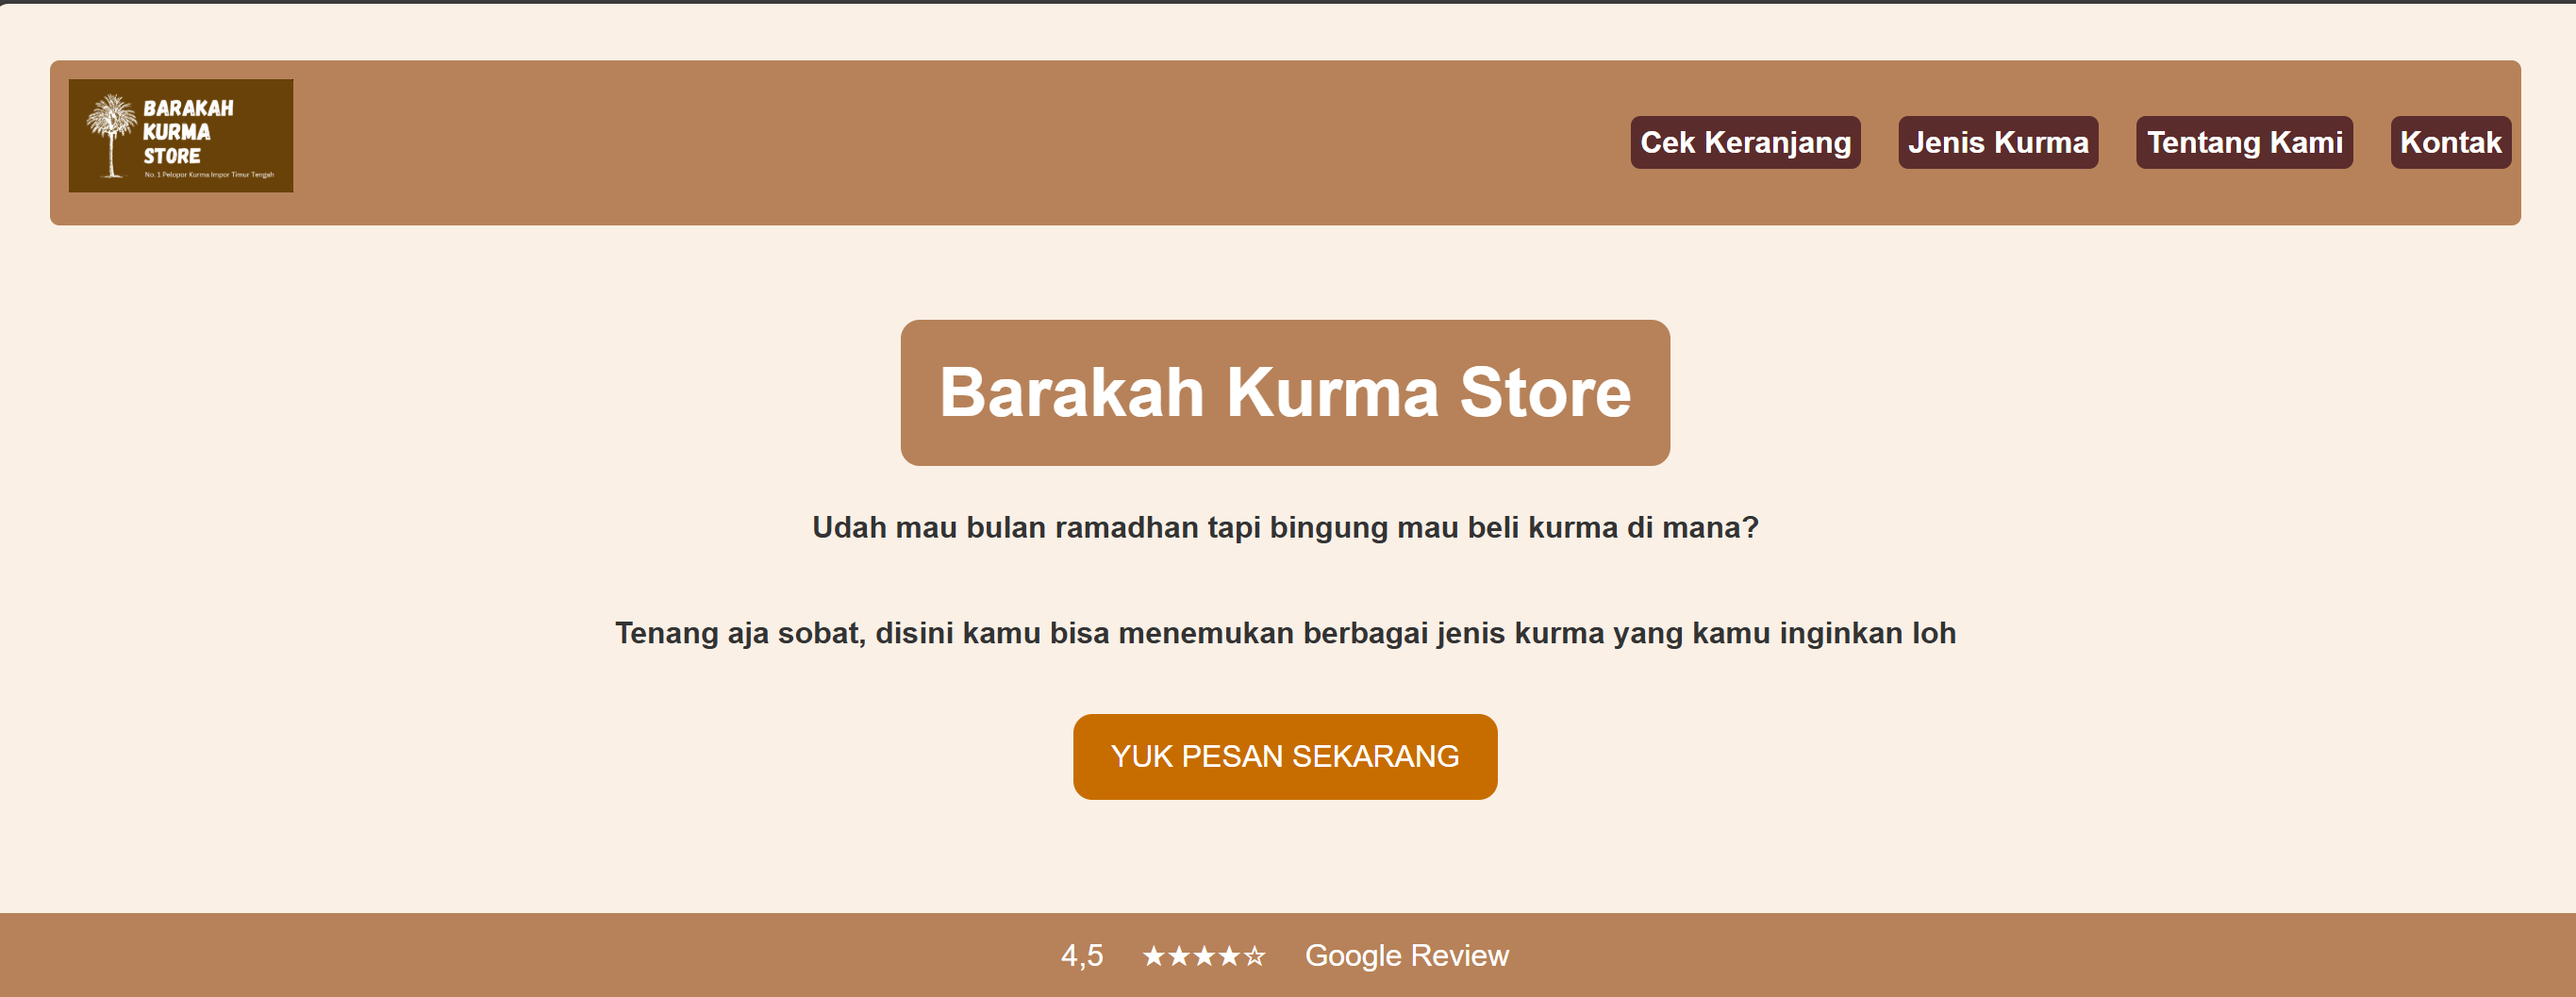 BARAKAH
KURMA
STORE
No. 1 Pelopor Kurma Impor Timur Tengah
Cek Keranjang
Jenis Kurma
Tentang Kami
Kontak
Barakah Kurma Store
Udah mau bulan ramadhan tapi bingung mau beli kurma di mana?
Tenang aja sobat, disini kamu bisa menemukan berbagai jenis kurma yang kamu inginkan loh
YUK PESAN SEKARANG
4,5 ★★★★☆ Google Review